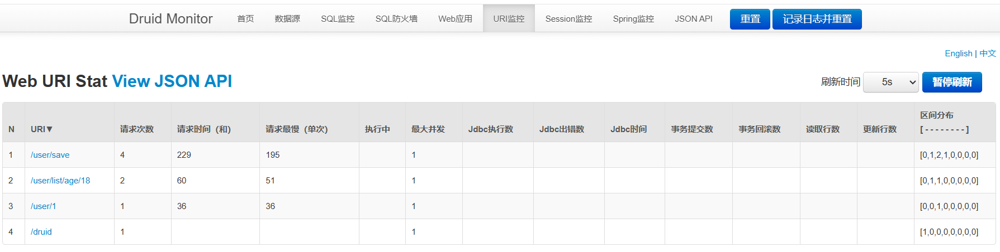 Druid Monitor 首页 数据源 SQL监控 SQL防火墙 Web应用 URI监控 Session监控 Spring监控 JSON API 重置 记录日志并重置
English | 中文
Web URI Stat View JSON API 刷新时间 5s 暂停刷新
N URI▼ 请求次数 请求时间（和） 请求最慢（单次） 执行中 最大并发 Jdbc执行数 Jdbc出错数 Jdbc时间 事务提交数 事务回滚数 读取行数 更新行数 区间分布
[ - - - - - - - - ]
1 /user/save 4 229 195 1 [0,1,2,1,0,0,0,0]
2 /user/list/age/18 2 60 51 1 [0,1,1,0,0,0,0,0]
3 /user/1 1 36 36 1 [0,0,1,0,0,0,0,0]
4 /druid 1 1 [1,0,0,0,0,0,0,0]